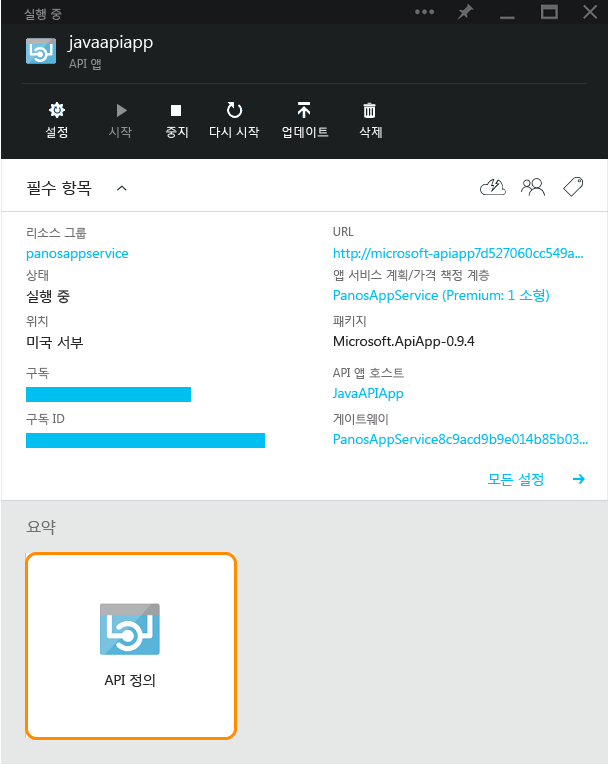 실행 중
javaapiapp
API 앱
설정
시작
중지
다시 시작
업데이트
삭제
필수 항목
리소스 그룹
panosappservice
상태
실행 중
위치
미국 서부
구독
구독 ID
URL
http://microsoft-apiapp7d527060cc549a...
앱 서비스 계획/가격 책정 계층
PanosAppService (Premium: 1 소형)
패키지
Microsoft.ApiApp-0.9.4
API 앱 호스트
JavaAPIApp
게이트웨이
PanosAppService8c9acd9b9e014b85b03...
모든 설정
요약
API 정의